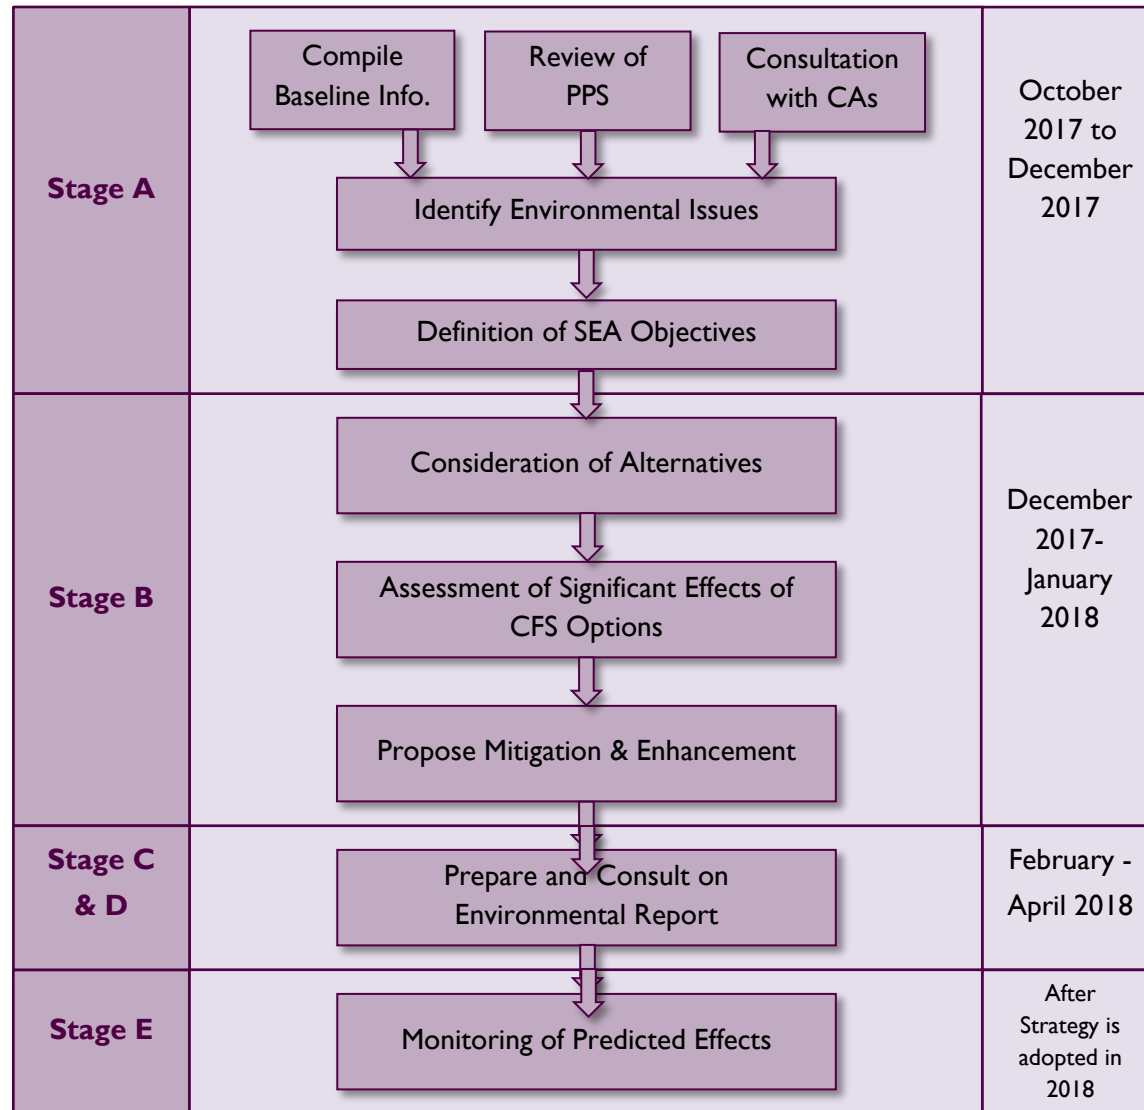 Stage A
Compile
Baseline Info.
Review of
PPS
Consultation
with CAs
Identify Environmental Issues
Definition of SEA Objectives
October
2017 to
December
2017
Stage B
Consideration of Alternatives
Assessment of Significant Effects of
CFS Options
Propose Mitigation & Enhancement
December
2017-
January
2018
Stage C
& D
Prepare and Consult on
Environmental Report
February -
April 2018
Stage E
Monitoring of Predicted Effects
After
Strategy is
adopted in
2018